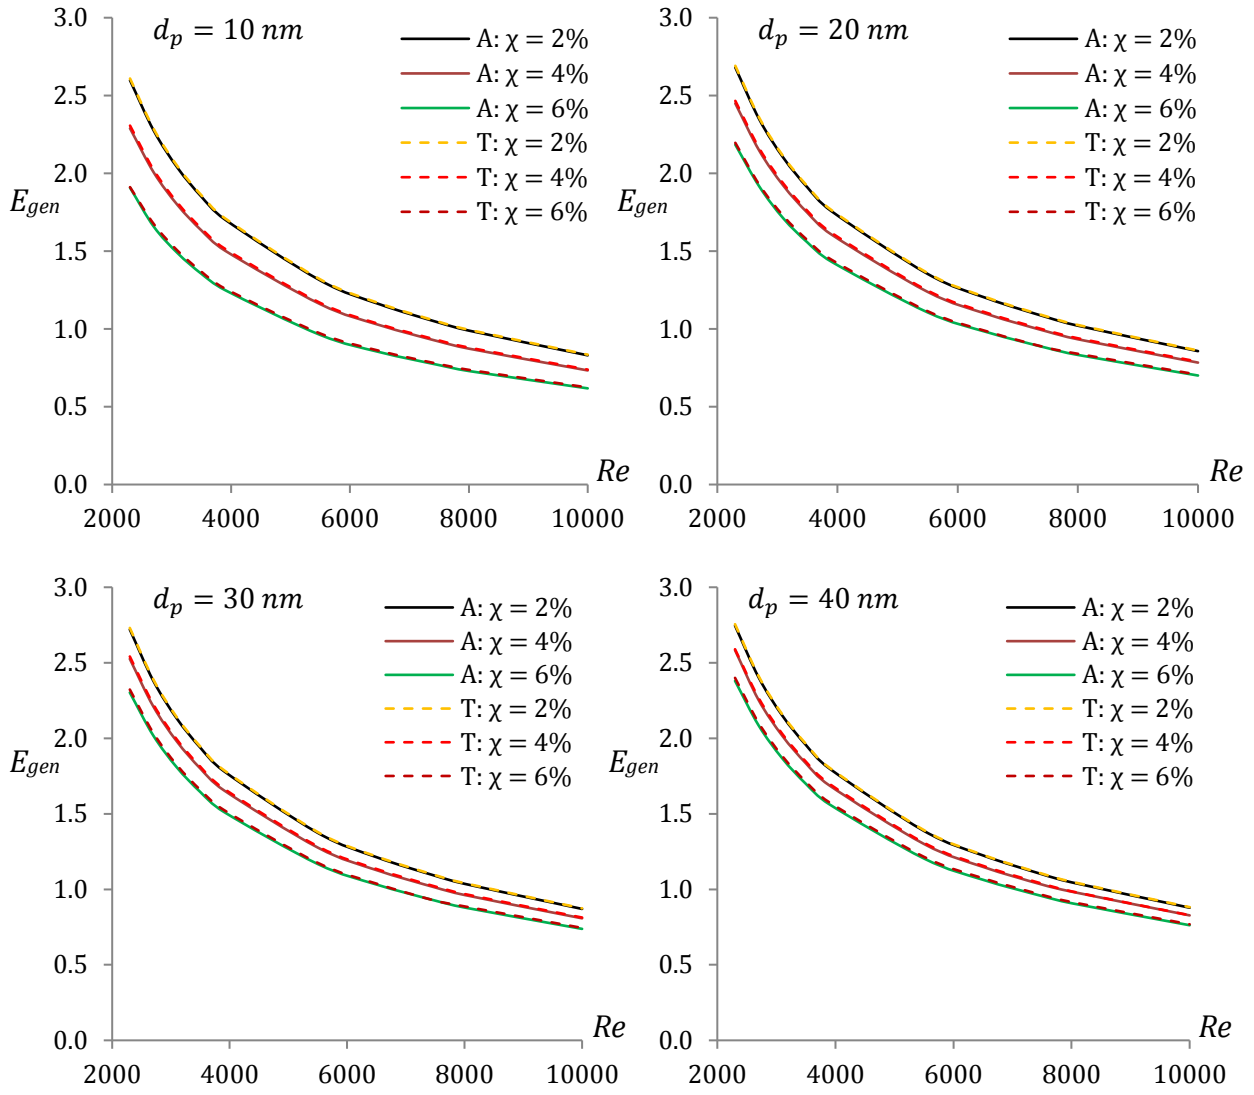 d_p = 10 nm
A: χ = 2%
A: χ = 4%
A: χ = 6%
T: χ = 2%
T: χ = 4%
T: χ = 6%
E_gen
3.0
2.5
2.0
1.5
1.0
0.5
0.0
Re
2000 4000 6000 8000 10000
d_p = 20 nm
A: χ = 2%
A: χ = 4%
A: χ = 6%
T: χ = 2%
T: χ = 4%
T: χ = 6%
E_gen
3.0
2.5
2.0
1.5
1.0
0.5
0.0
Re
2000 4000 6000 8000 10000
d_p = 30 nm
A: χ = 2%
A: χ = 4%
A: χ = 6%
T: χ = 2%
T: χ = 4%
T: χ = 6%
E_gen
3.0
2.5
2.0
1.5
1.0
0.5
0.0
Re
2000 4000 6000 8000 10000
d_p = 40 nm
A: χ = 2%
A: χ = 4%
A: χ = 6%
T: χ = 2%
T: χ = 4%
T: χ = 6%
E_gen
3.0
2.5
2.0
1.5
1.0
0.5
0.0
Re
2000 4000 6000 8000 10000